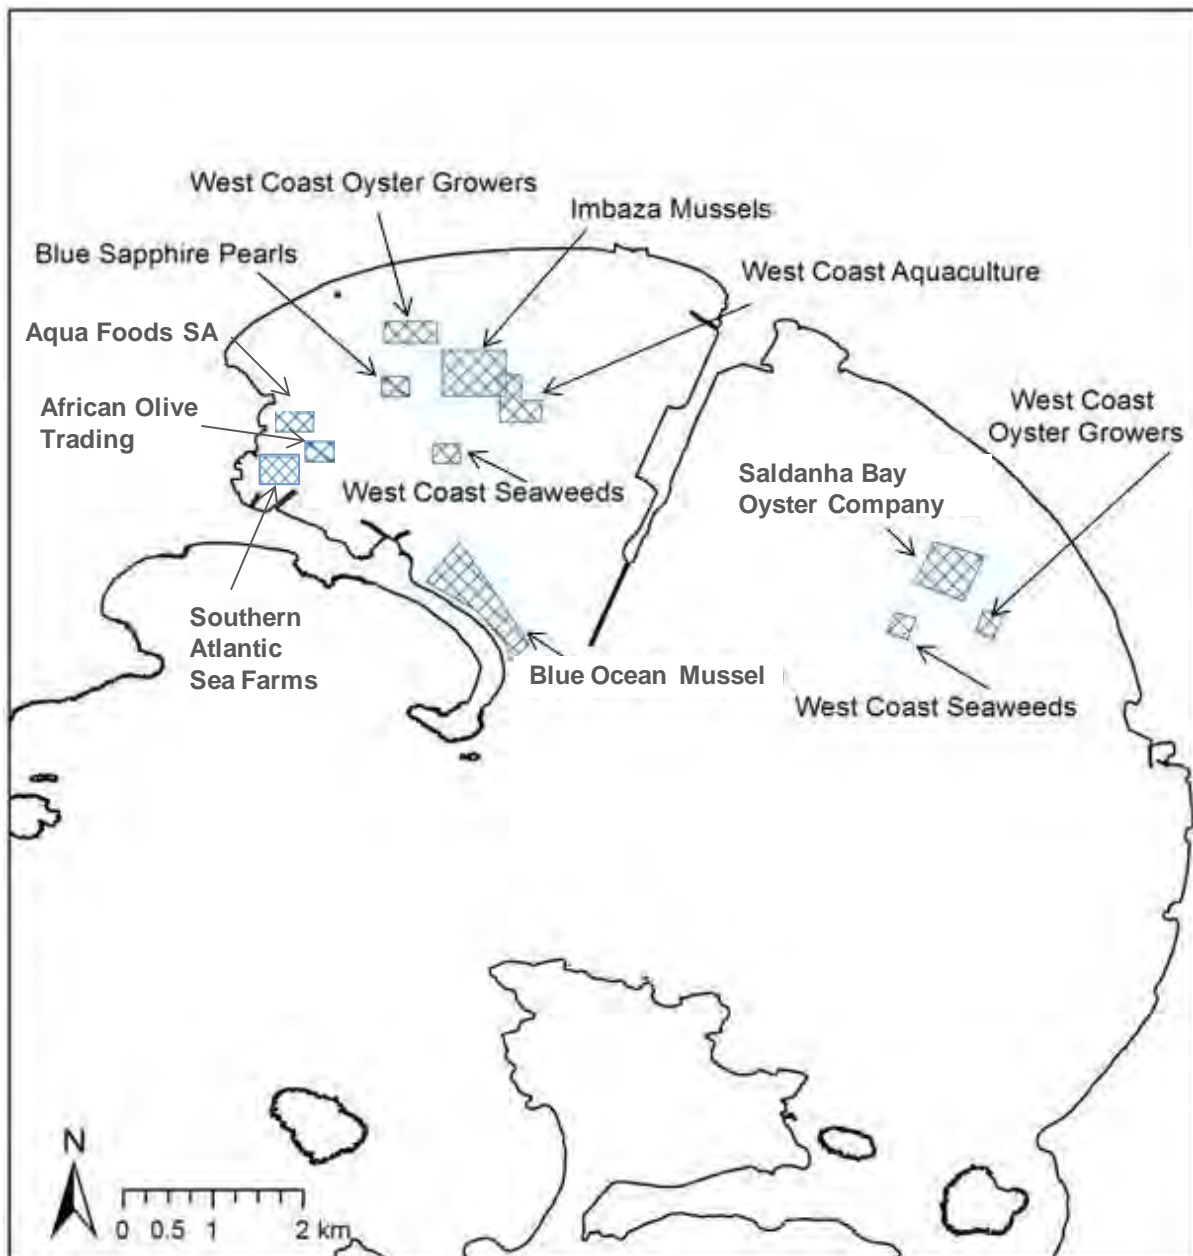 West Coast Oyster Growers
Imbaza Mussels
Blue Sapphire Pearls
West Coast Aquaculture
Aqua Foods SA
African Olive
Trading
West Coast
Oyster Growers
Saldanha Bay
Oyster Company
West Coast Seaweeds
Southern
Atlantic
Sea Farms
Blue Ocean Mussel
West Coast Seaweeds
N
0 0.5 1 2 km